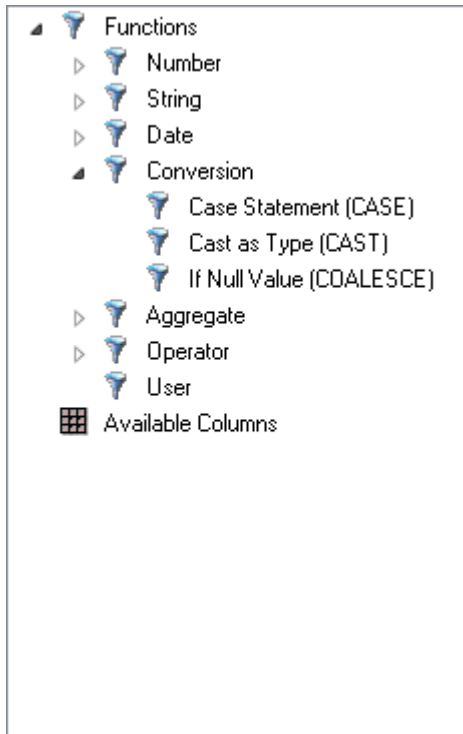 Functions
Number
String
Date
Conversion
Case Statement (CASE)
Cast as Type (CAST)
If Null Value (COALESCE)
Aggregate
Operator
User
Available Columns